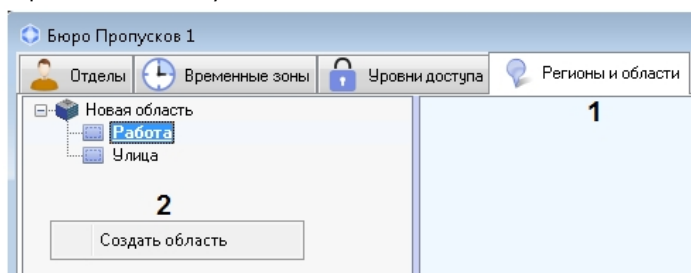 Бюро Пропусков 1
Отделы Временные зоны Уровни доступа Регионы и области
1
Новая область
Работа
Улица
2
Создать область